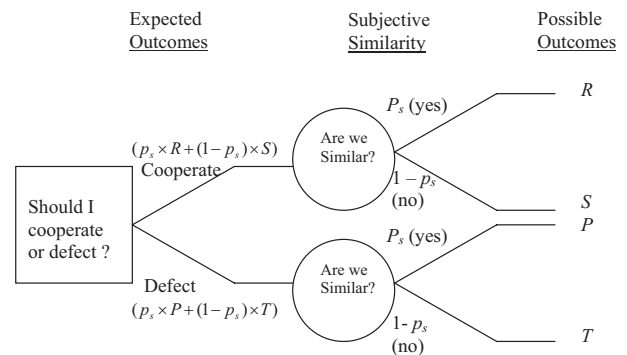 Expected
Outcomes
Subjective
Similarity
Possible
Outcomes
(p_s × R + (1 − p_s) × S)
Cooperate
Should I
cooperate
or defect ?
Defect
(p_s × P + (1 − p_s) × T)
Are we
Similar?
P_s (yes)
1 − p_s
(no)
Are we
Similar?
P_s (yes)
1- p_s
(no)
R
S
P
T